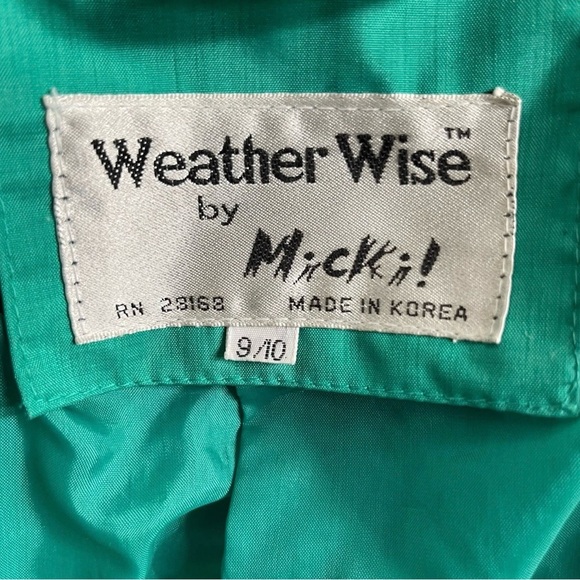 Weather Wise™
by
Micki!
RN 28168 MADE IN KOREA
9/10